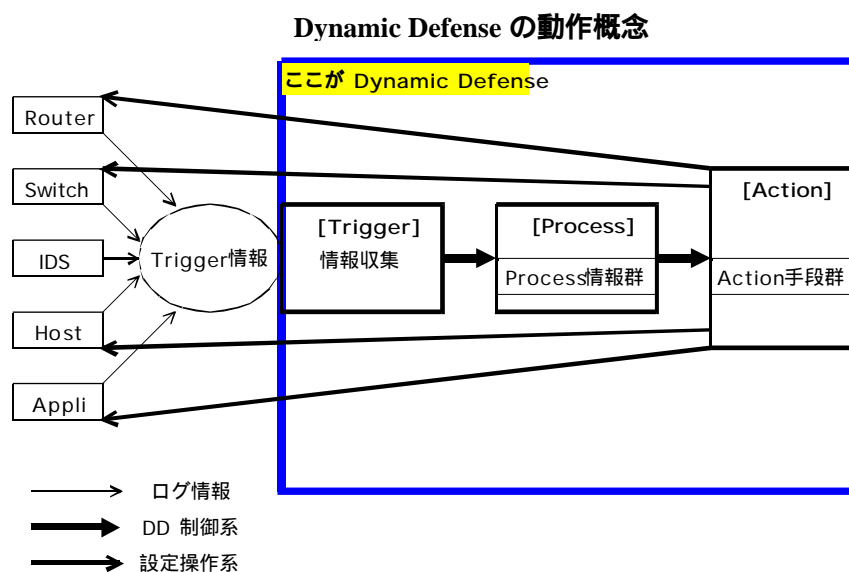 Dynamic Defense の動作概念
ここが Dynamic Defense
Router
Switch
IDS
Host
Appli
Trigger情報
[Trigger]
情報収集
[Process]
Process情報群
[Action]
Action手段群
ログ情報
DD 制御系
設定操作系